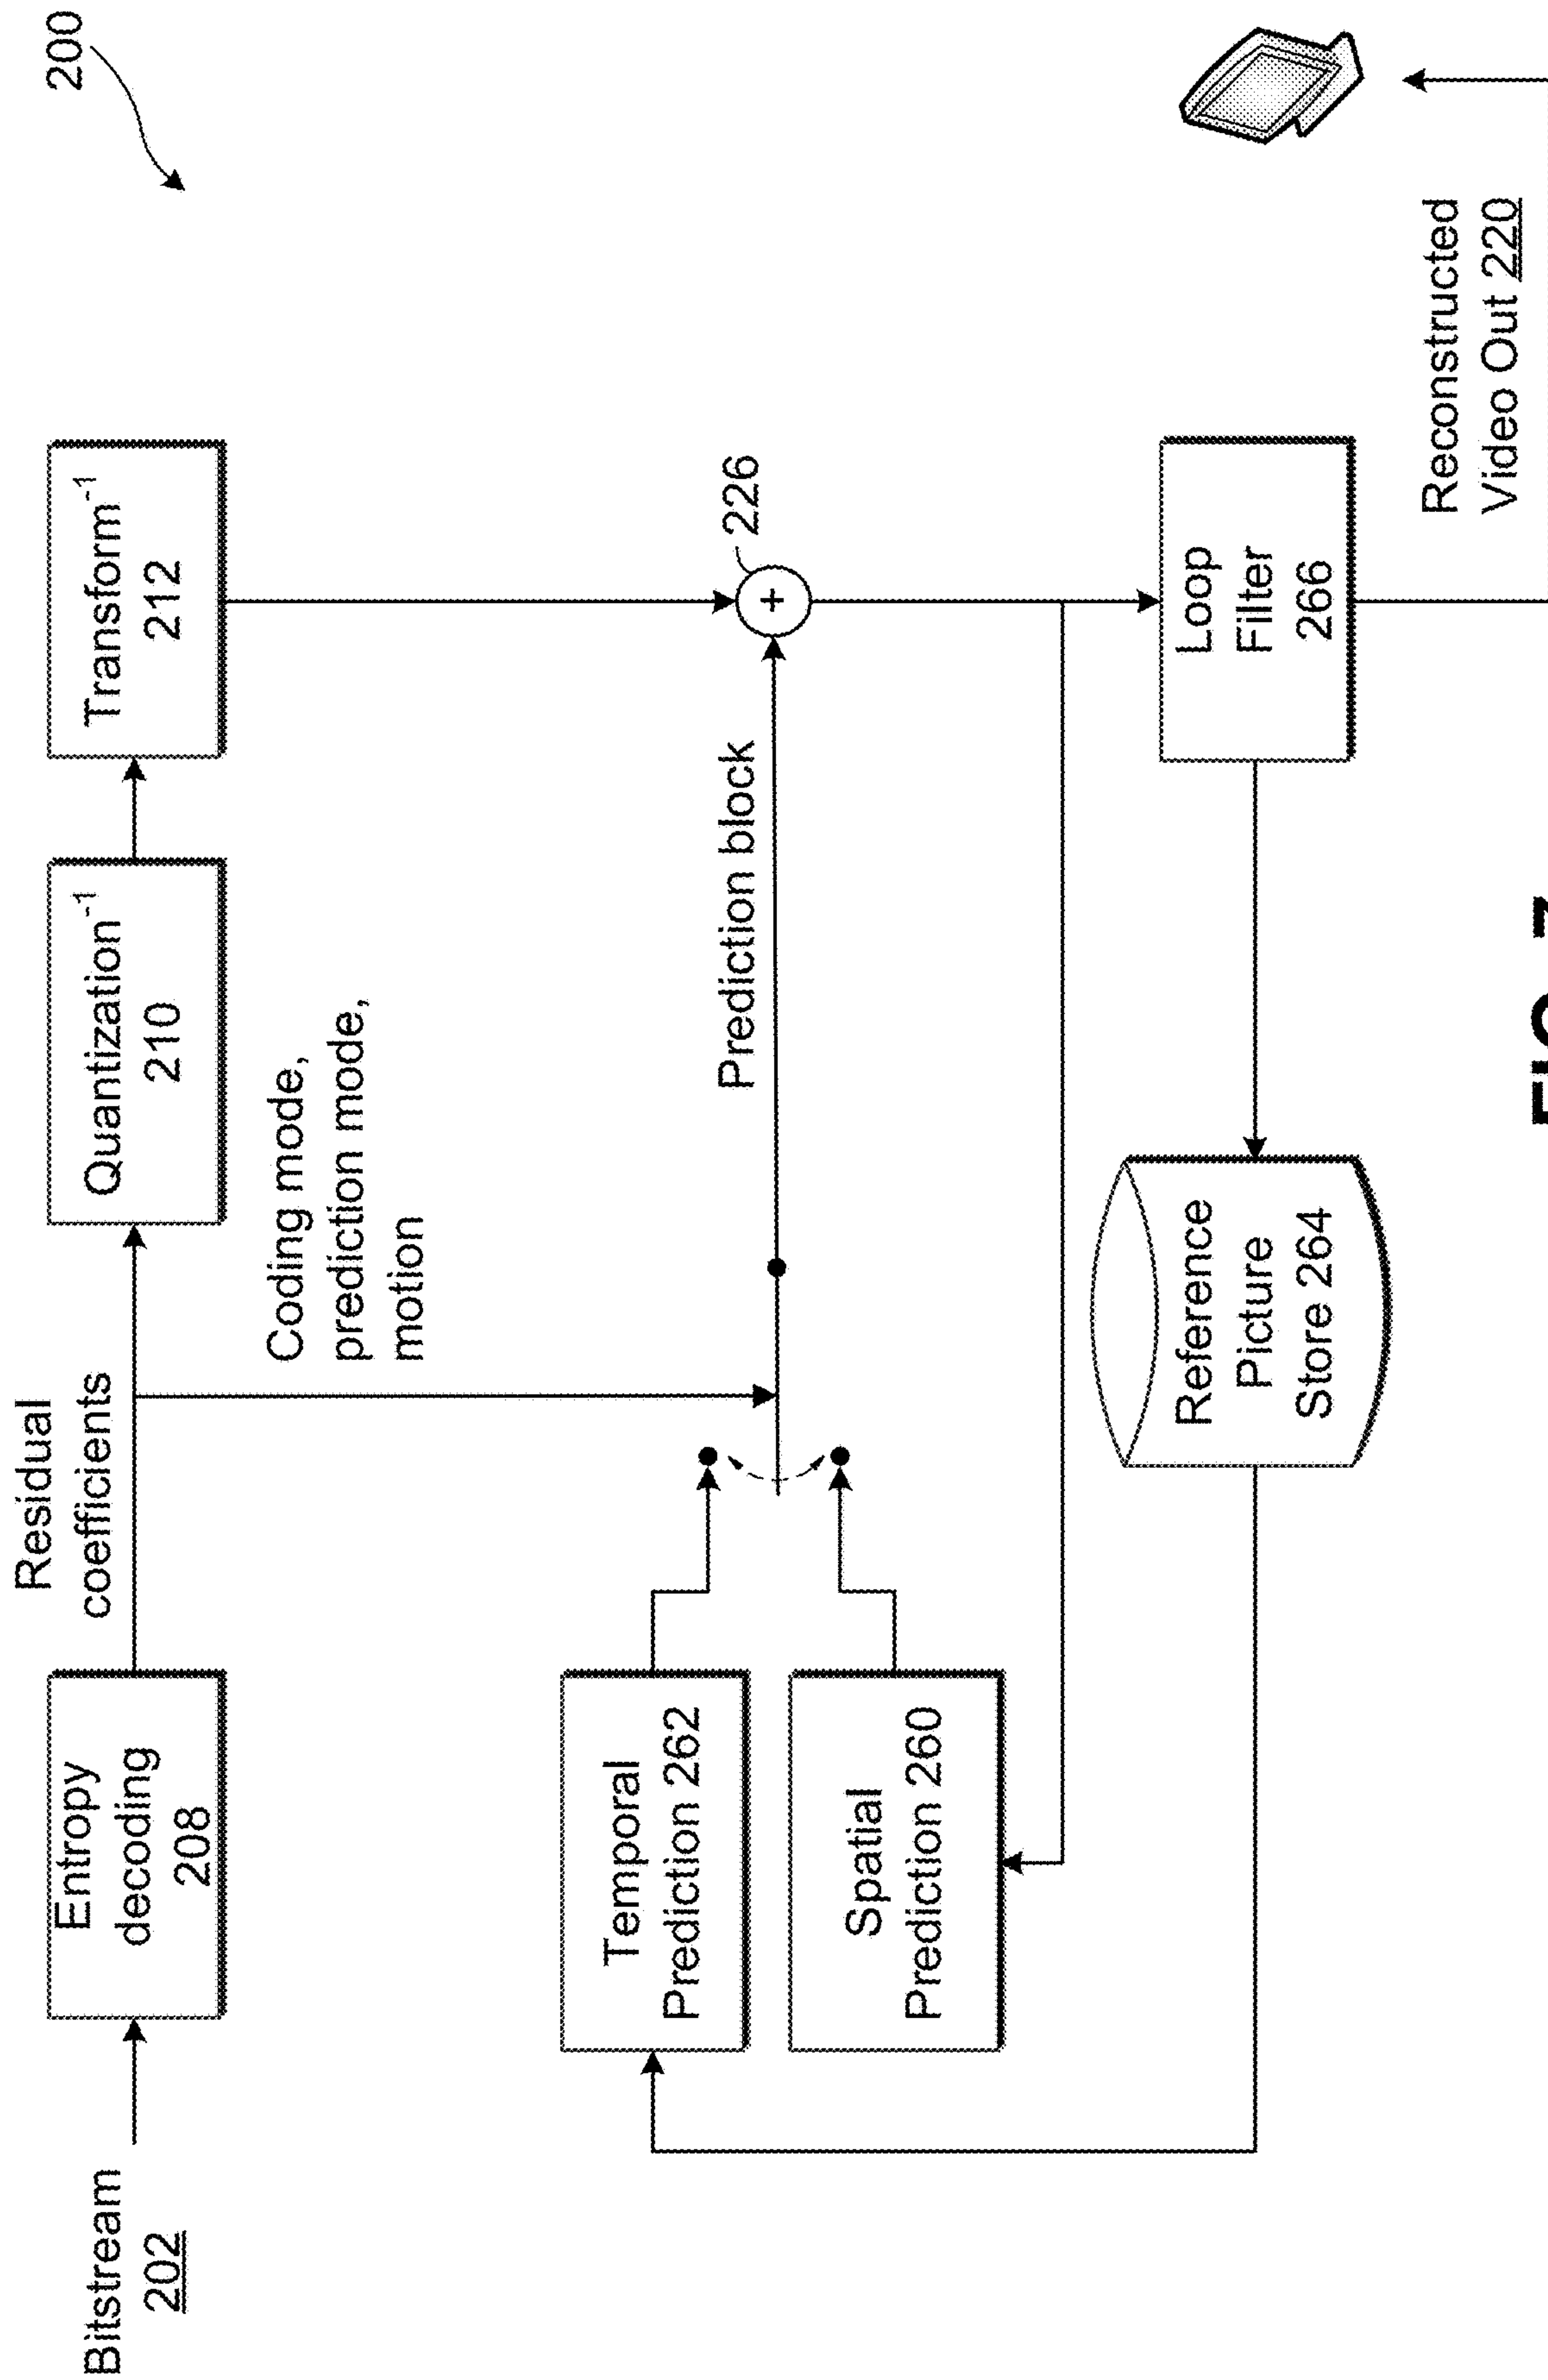 200
Bitstream
202
Entropy
decoding
208
Residual
coefficients
Quantization-1
210
Transform-1
212
Coding mode,
prediction mode,
motion
Temporal
Prediction 262
Spatial
Prediction 260
Prediction block
+
226
Reference
Picture
Store 264
Loop
Filter
266
Reconstructed
Video Out 220
FIG.